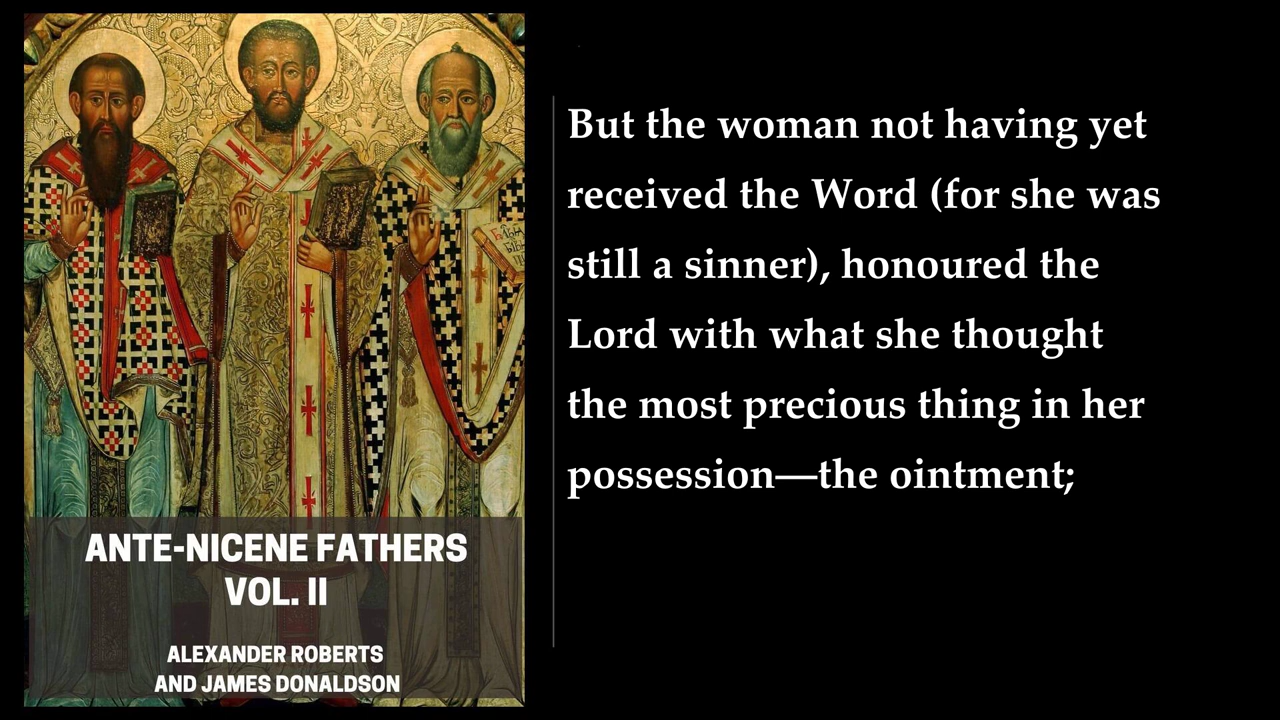 ANTE-NICENE FATHERS
VOL. II
ALEXANDER ROBERTS
AND JAMES DONALDSON
But the woman not having yet
received the Word (for she was
still a sinner), honoured the
Lord with what she thought
the most precious thing in her
possession—the ointment;